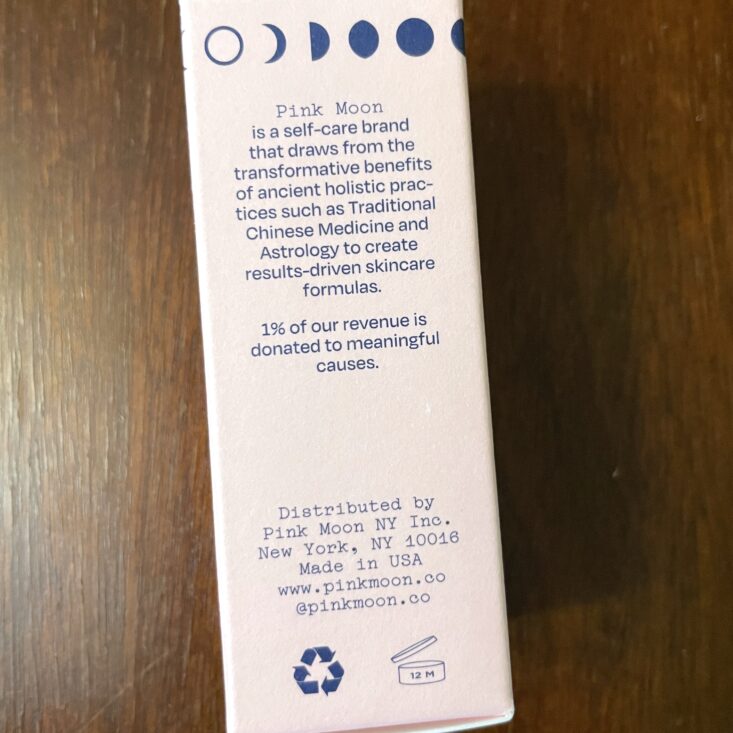 Pink Moon
is a self-care brand
that draws from the
transformative benefits
of ancient holistic prac-
tices such as Traditional
Chinese Medicine and
Astrology to create
results-driven skincare
formulas.
1% of our revenue is
donated to meaningful
causes.
Distributed by
Pink Moon NY Inc.
New York, NY 10016
Made in USA
www.pinkmoon.co
@pinkmoon.co
12 M